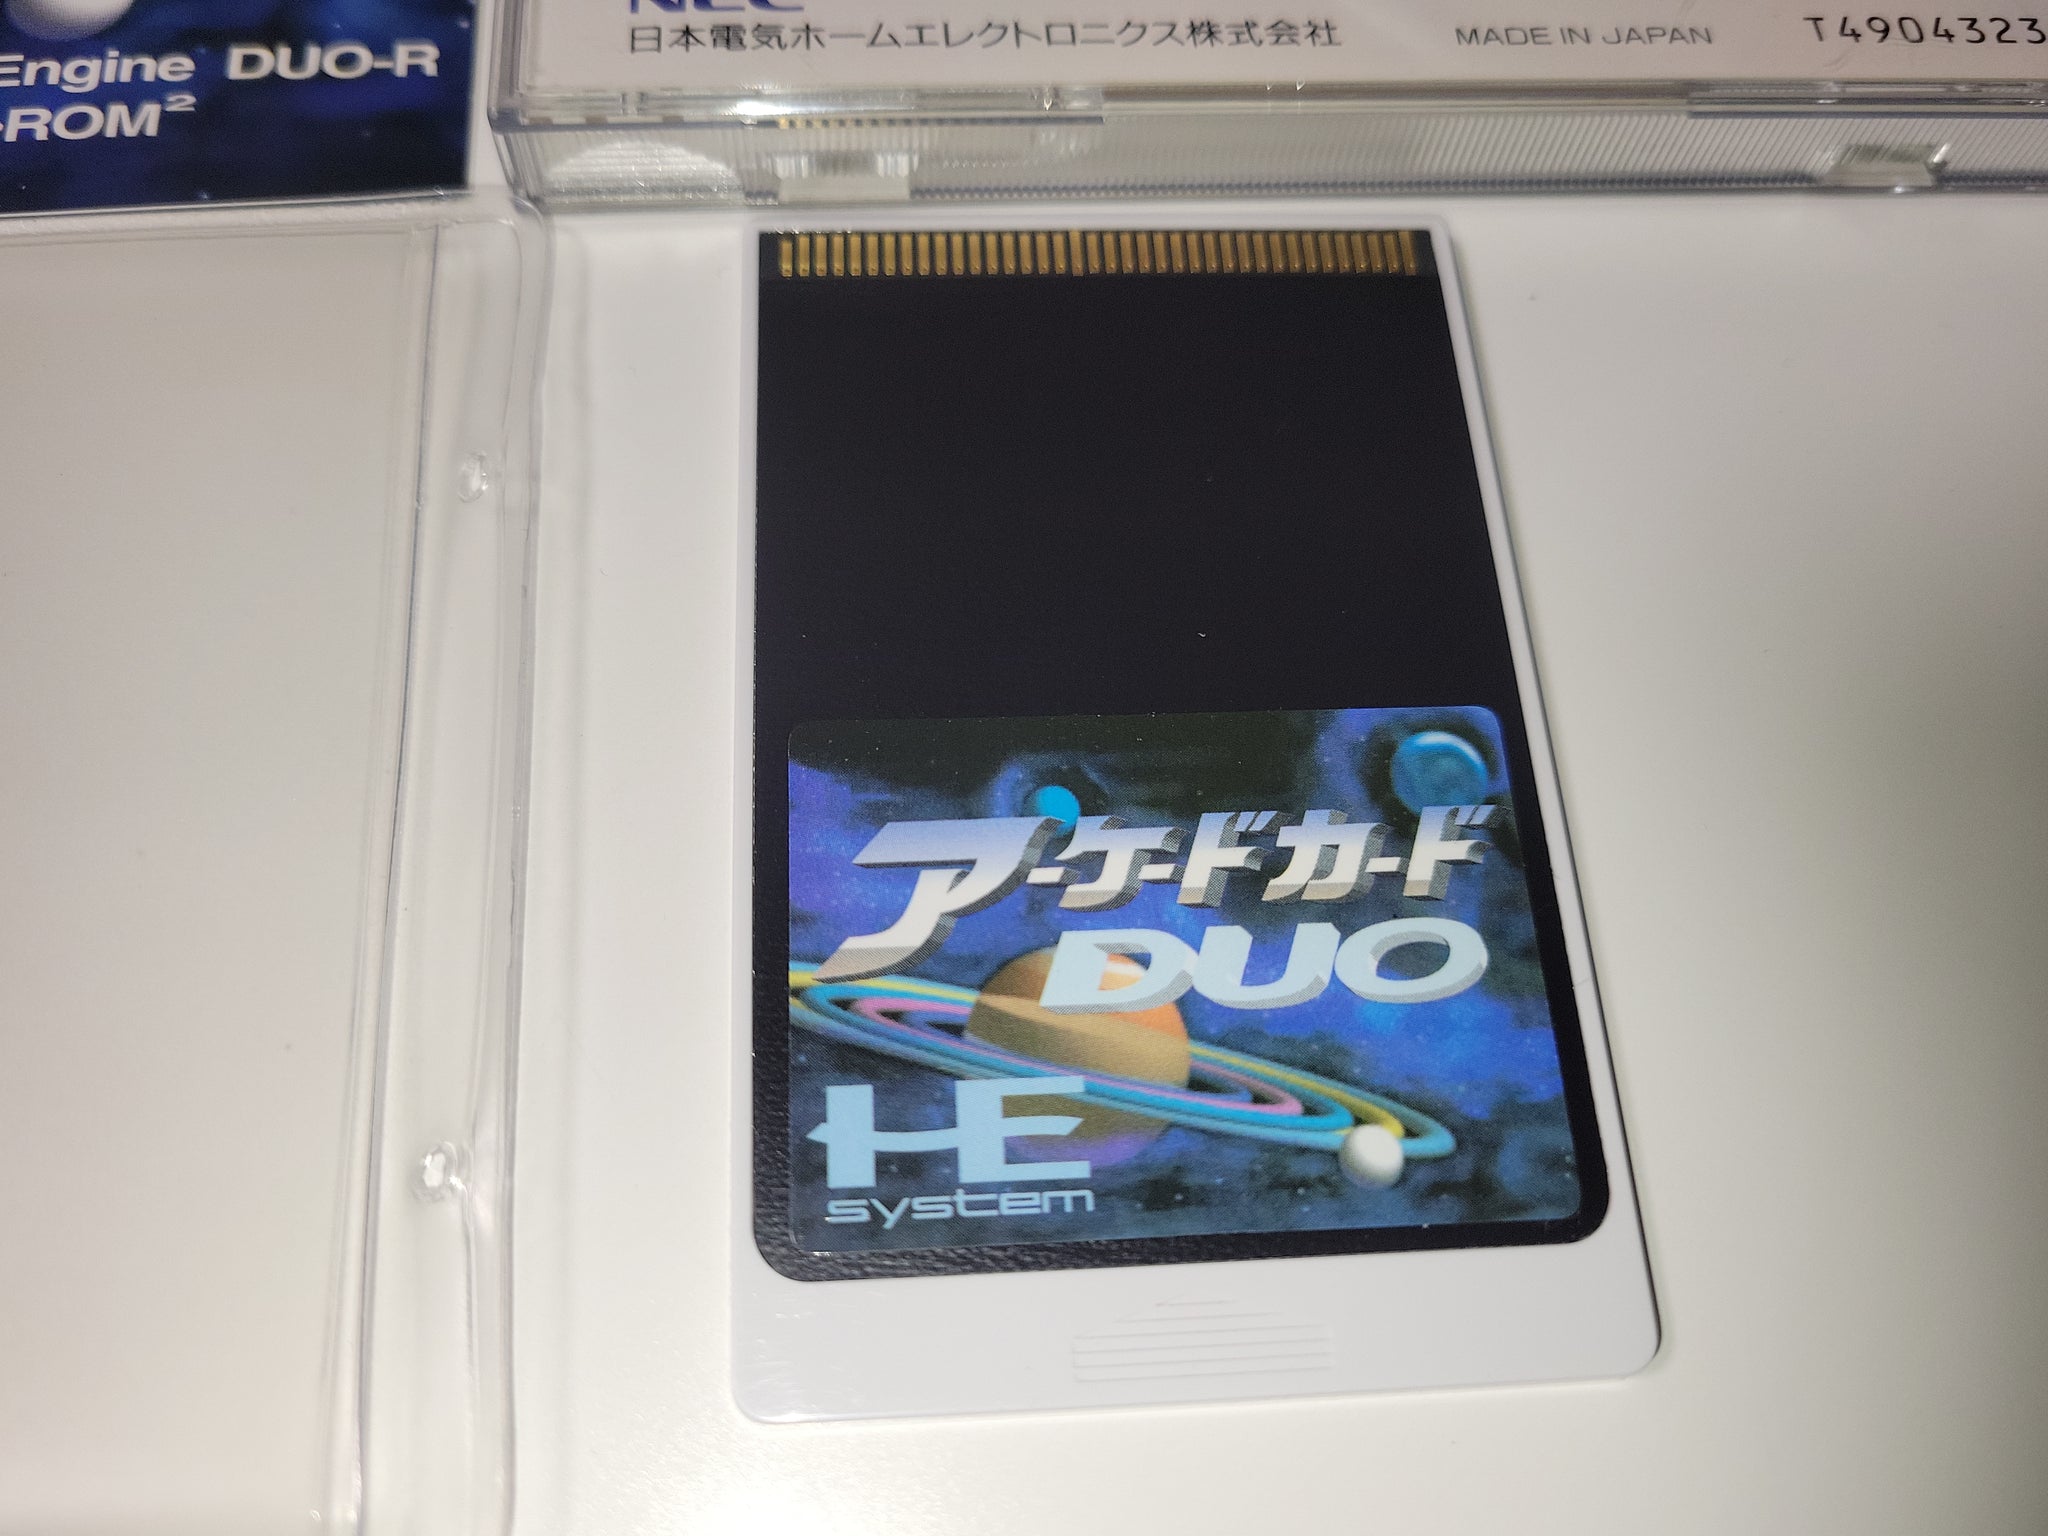 Engine DUO-R
ROM²
NEC
日本電気ホームエレクトロニクス株式会社
MADE IN JAPAN
T4904323
アーケードカード
DUO
HE
system